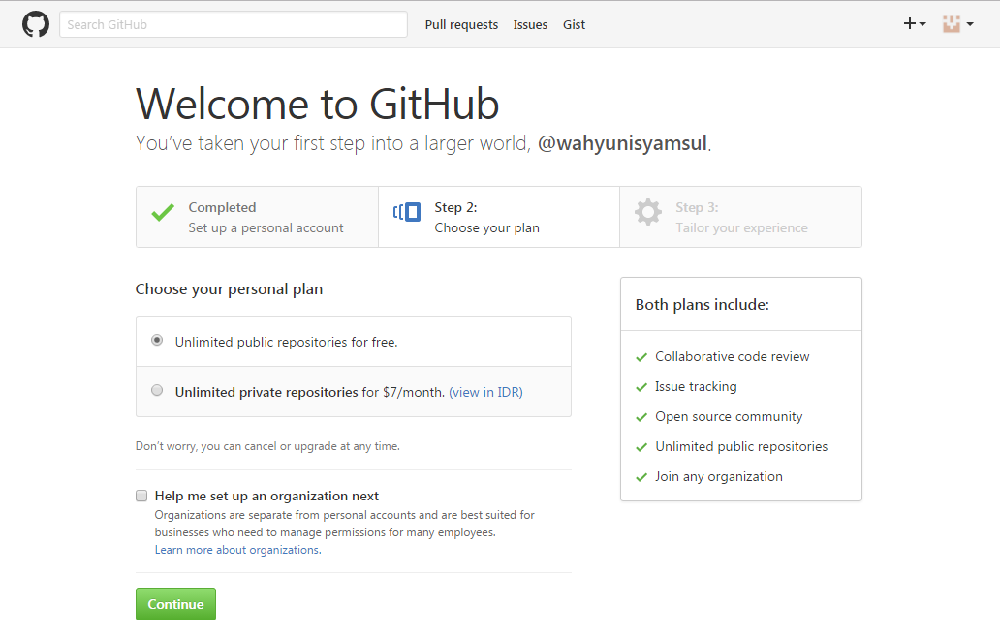 Search GitHub
Pull requests Issues Gist
Welcome to GitHub
You’ve taken your first step into a larger world, @wahyunisyamsul.
Completed
Set up a personal account
Step 2:
Choose your plan
Step 3:
Tailor your experience
Choose your personal plan
Unlimited public repositories for free.
Unlimited private repositories for $7/month. (view in IDR)
Don’t worry, you can cancel or upgrade at any time.
Help me set up an organization next
Organizations are separate from personal accounts and are best suited for
businesses who need to manage permissions for many employees.
Learn more about organizations.
Continue
Both plans include:
Collaborative code review
Issue tracking
Open source community
Unlimited public repositories
Join any organization